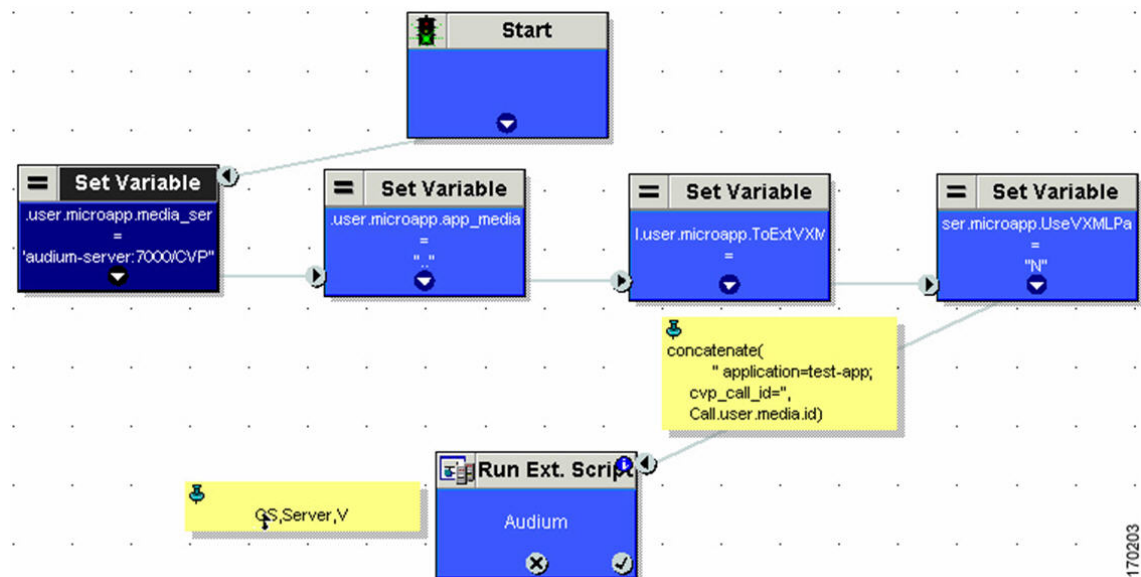 Start
Set Variable
.user.microapp.media_ser
=
'audium-server:7000/CVP"
Set Variable
.user.microapp.app_media
=
".."
Set Variable
l.user.microapp.ToExtVXM
=
Set Variable
ser.microapp.UseVXMLPa
=
"N"
concatenate(
" application=test-app;
cvp_call_id=",
Call.user.media.id)
Run Ext. Script
Audium
GS,Server,V
170203